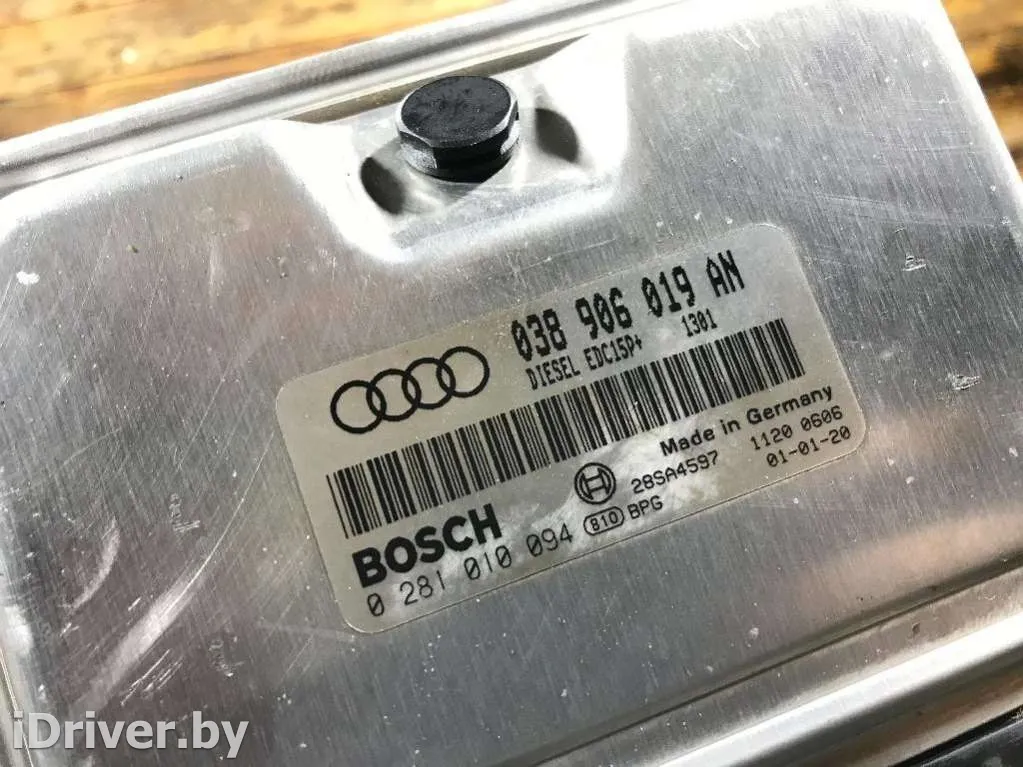 038 906 019 AN
DIESEL EDC15P+ 1301
Made in Germany
BOSCH
28SA4597 1120 0606
0 281 010 094 810 BPG 01-01-20
iDriver.by